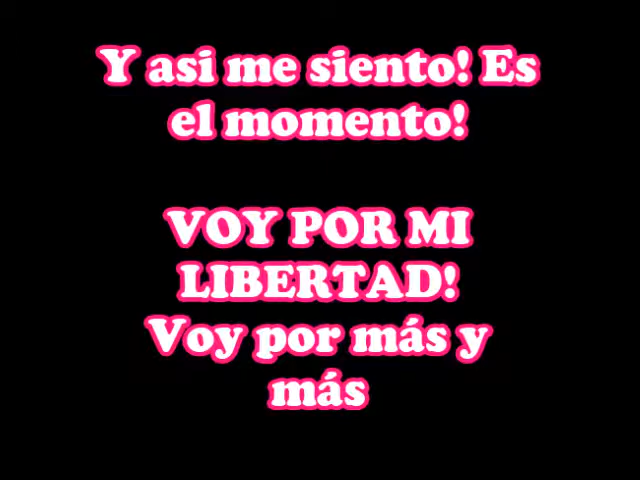 Y asi me siento! Es
el momento!
VOY POR MI
LIBERTAD!
Voy por más y
más